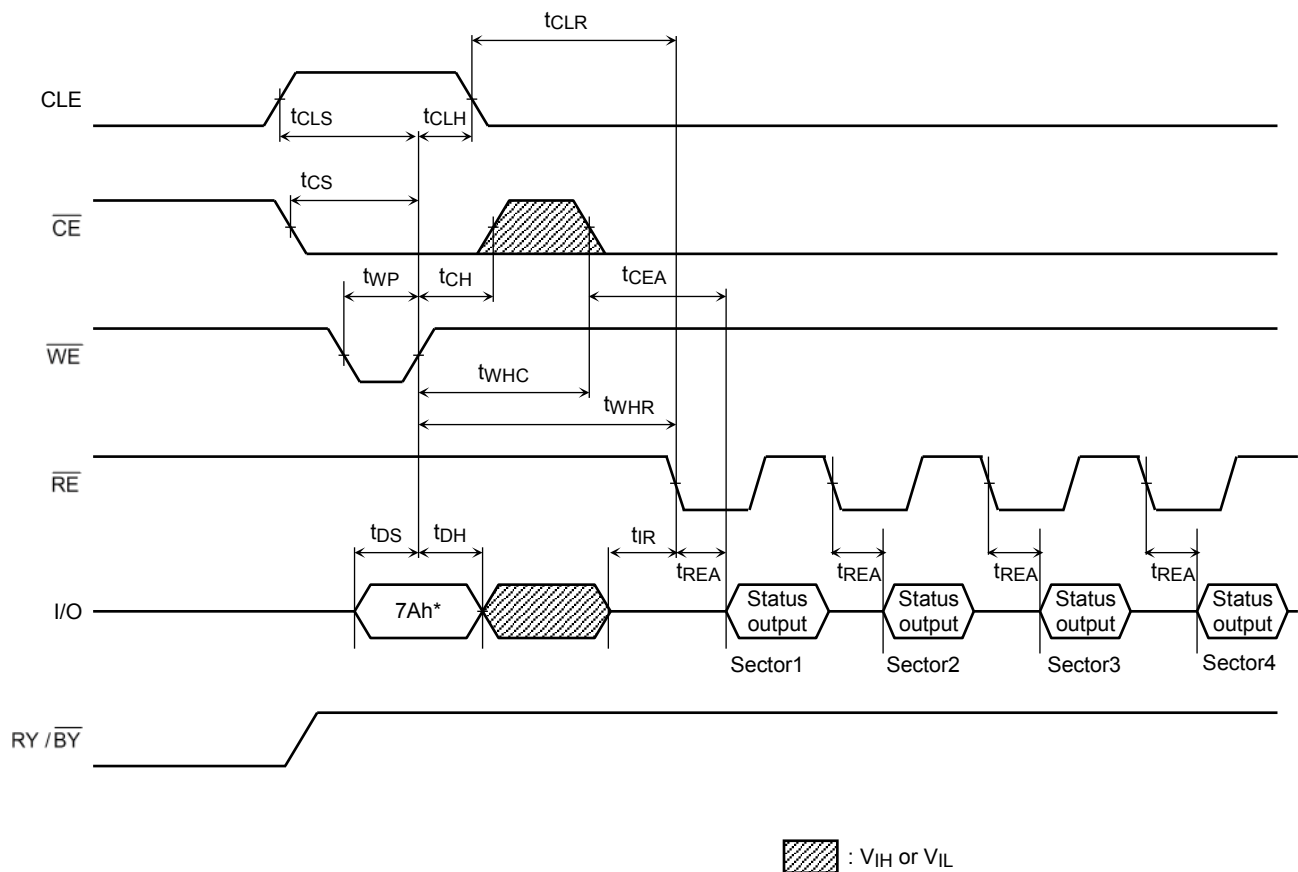 tCLR
CLE
tCLS
tCLH
tCS
CE
tWP
tCH
tCEA
WE
tWHC
tWHR
RE
tDS
tDH
tIR
tREA
tREA
tREA
tREA
I/O
7Ah*
Status output
Status output
Status output
Status output
Sector1
Sector2
Sector3
Sector4
RY /BY
: VIH or VIL